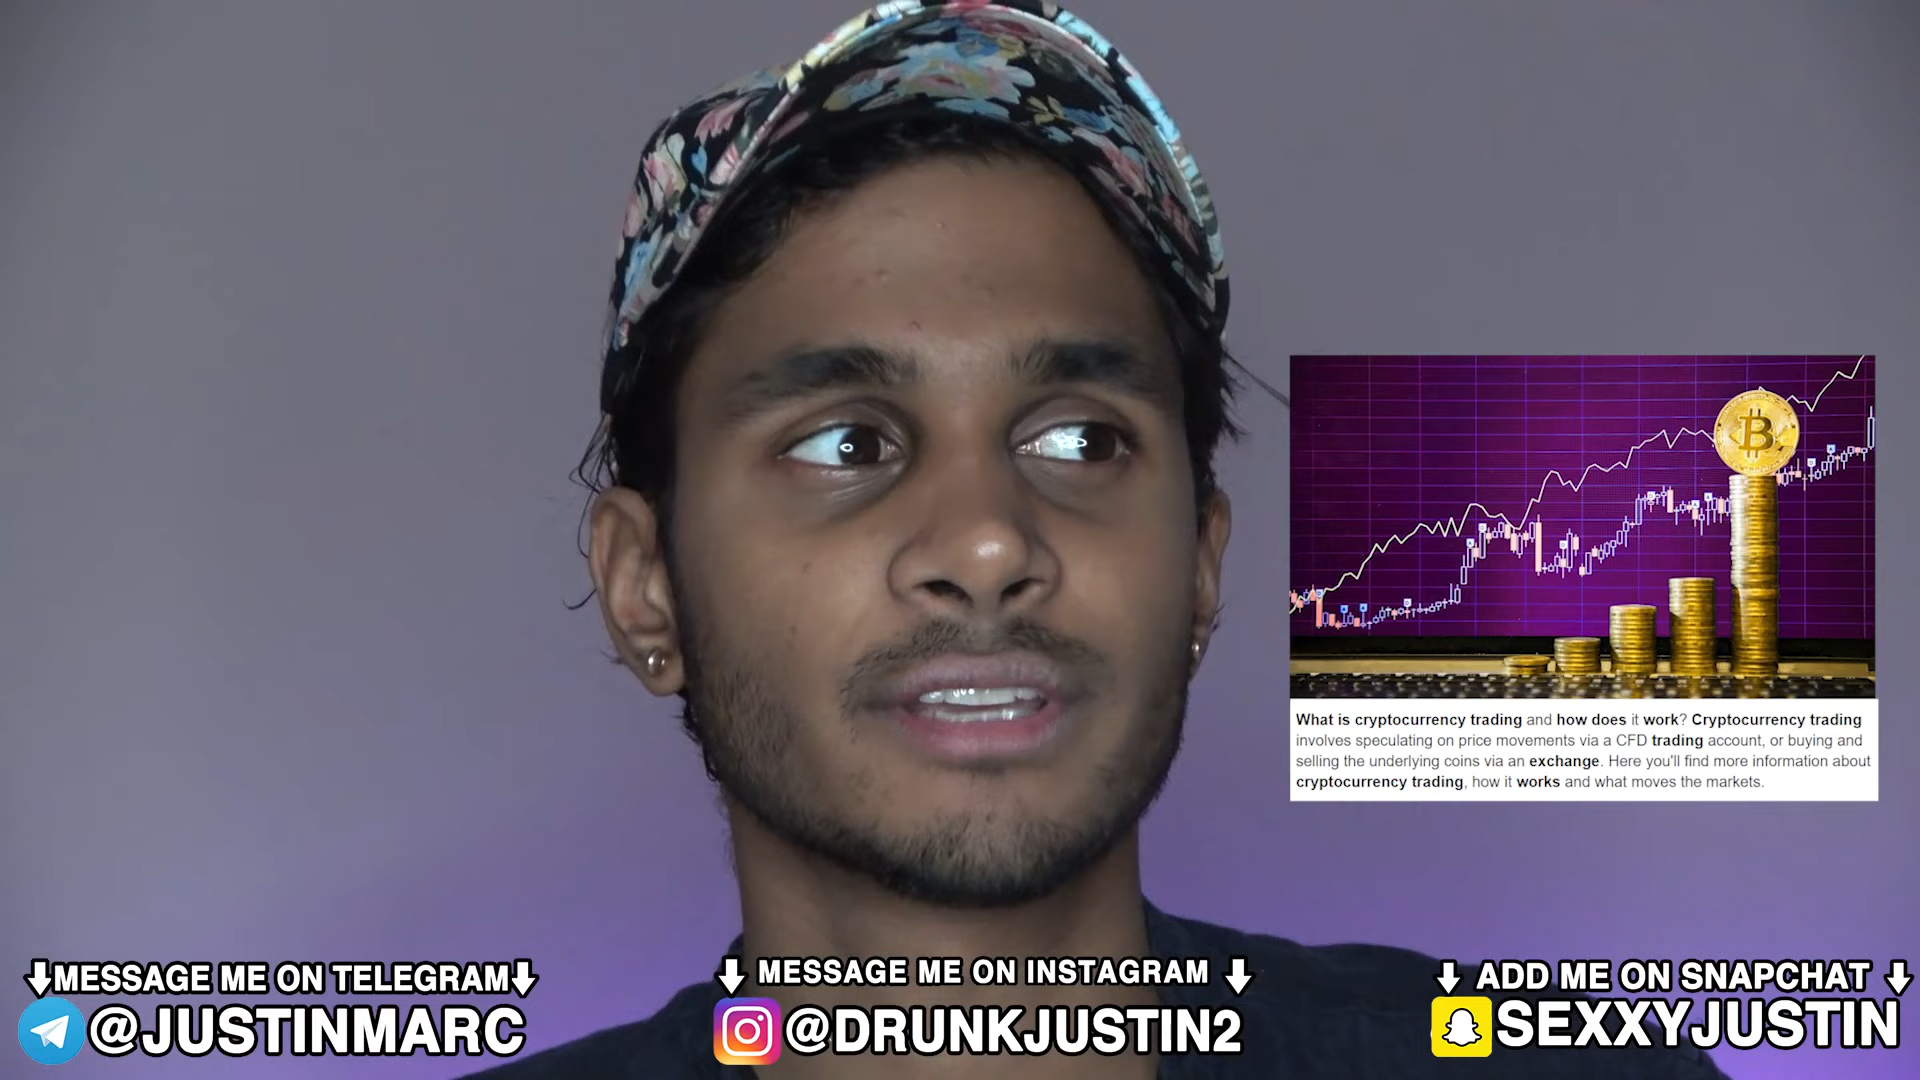 What is cryptocurrency trading and how does it work? Cryptocurrency trading
involves speculating on price movements via a CFD trading account, or buying and
selling the underlying coins via an exchange. Here you'll find more information about
cryptocurrency trading, how it works and what moves the markets.
MESSAGE ME ON TELEGRAM
@JUSTINMARC
MESSAGE ME ON INSTAGRAM
@DRUNKJUSTIN2
ADD ME ON SNAPCHAT
SEXXYJUSTIN